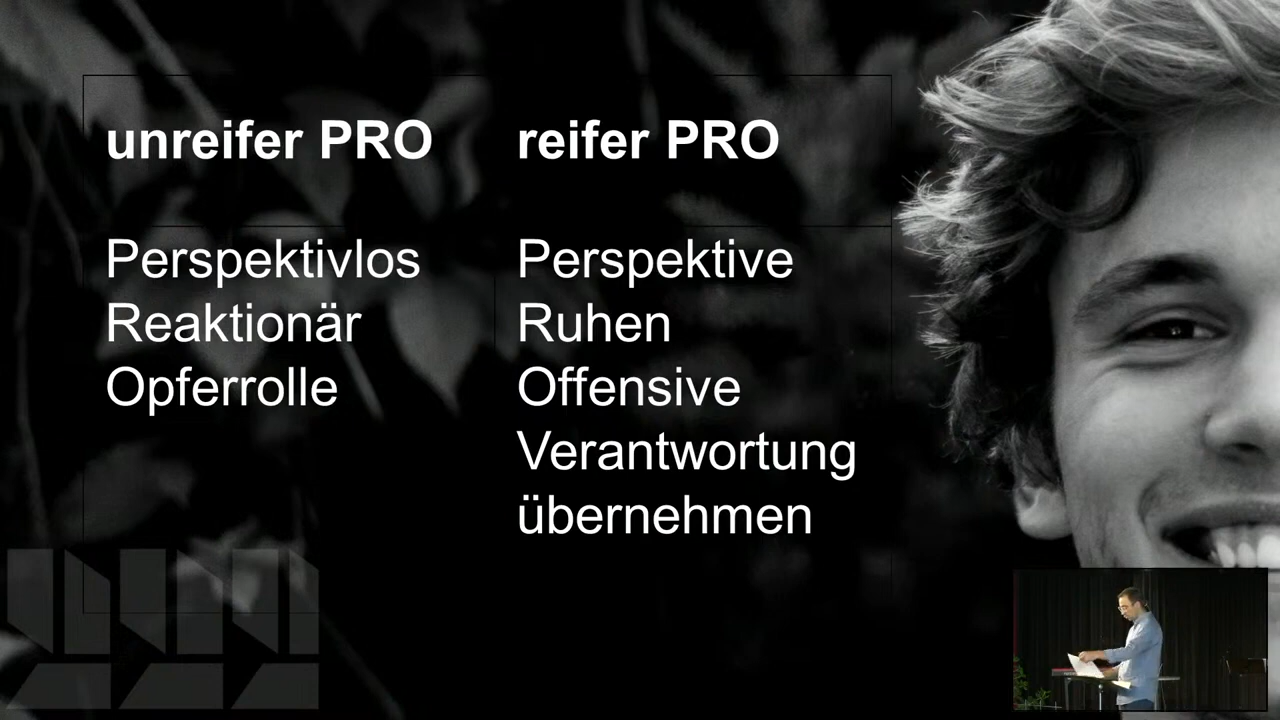 unreifer PRO
reifer PRO
Perspektivlos
Reaktionär
Opferrolle
Perspektive
Ruhen
Offensive
Verantwortung
übernehmen